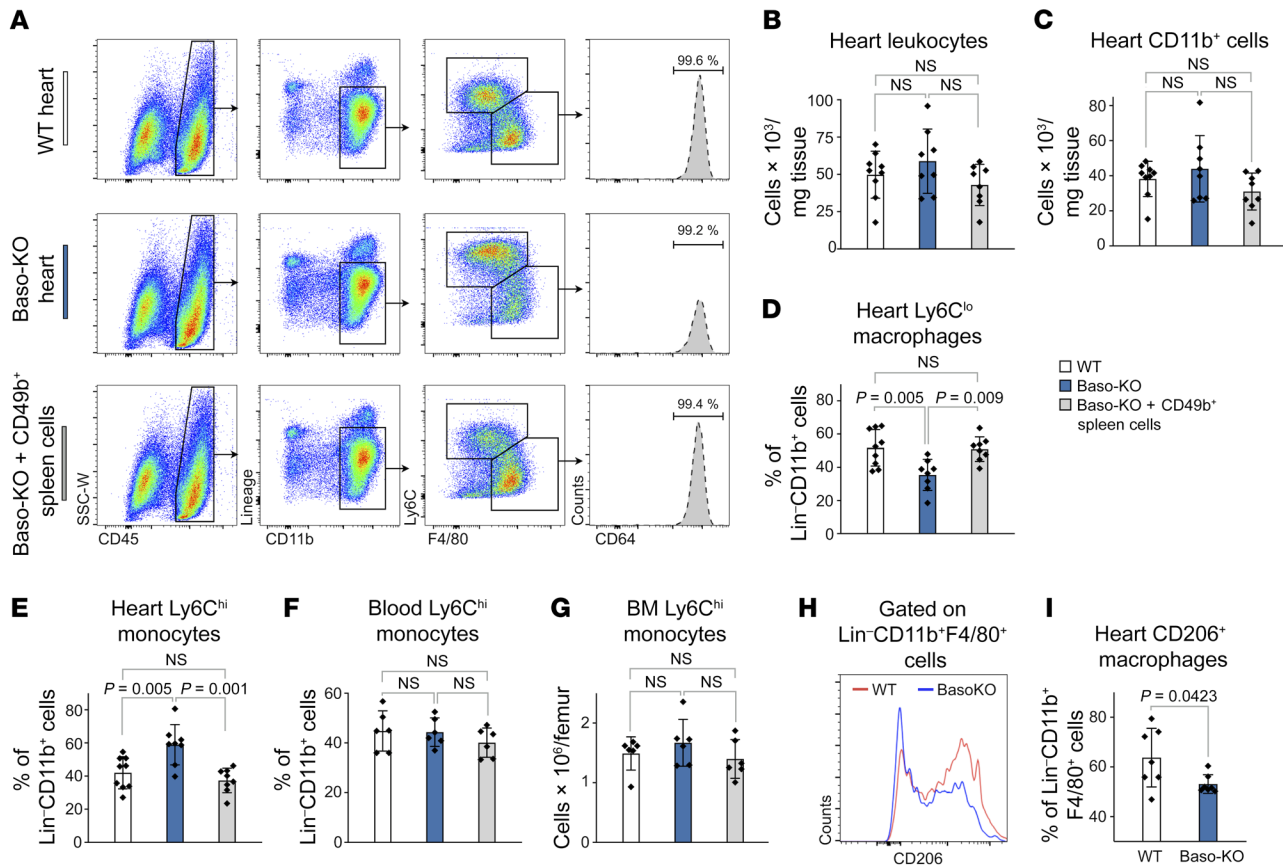 A
WT heart
Baso-KO
heart
Baso-KO + CD49b⁺
spleen cells
99.6 %
99.2 %
99.4 %
SSC-W
CD45
Lineage
CD11b
Ly6C
F4/80
Counts
CD64
B
Heart leukocytes
NS
NS
NS
Cells × 10³/
mg tissue
100
75
50
25
0
C
Heart CD11b⁺ cells
NS
NS
NS
Cells × 10³/
mg tissue
80
60
40
20
0
D
Heart Ly6Cˡᵒ
macrophages
NS
P = 0.005
P = 0.009
% of
Lin⁻CD11b⁺ cells
80
60
40
20
0
WT
Baso-KO
Baso-KO + CD49b⁺
spleen cells
E
Heart Ly6Cʰⁱ
monocytes
NS
P = 0.005
P = 0.001
% of
Lin⁻CD11b⁺ cells
80
60
40
20
0
F
Blood Ly6Cʰⁱ
monocytes
NS
NS
NS
% of
Lin⁻CD11b⁺ cells
60
40
20
0
G
BM Ly6Cʰⁱ
monocytes
NS
NS
NS
Cells × 10⁶/femur
2
1
0
H
Gated on
Lin⁻CD11b⁺F4/80⁺
cells
WT
BasoKO
Counts
CD206
I
Heart CD206⁺
macrophages
P = 0.0423
% of Lin⁻CD11b⁺
F4/80⁺ cells
80
60
40
WT
Baso-KO